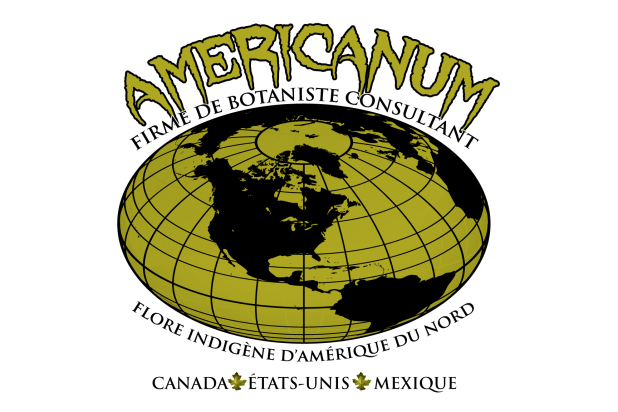 AMERICANUM
FIRME DE BOTANISTE CONSULTANT
FLORE INDIGÈNE D'AMÉRIQUE DU NORD
CANADA ÉTATS-UNIS MEXIQUE